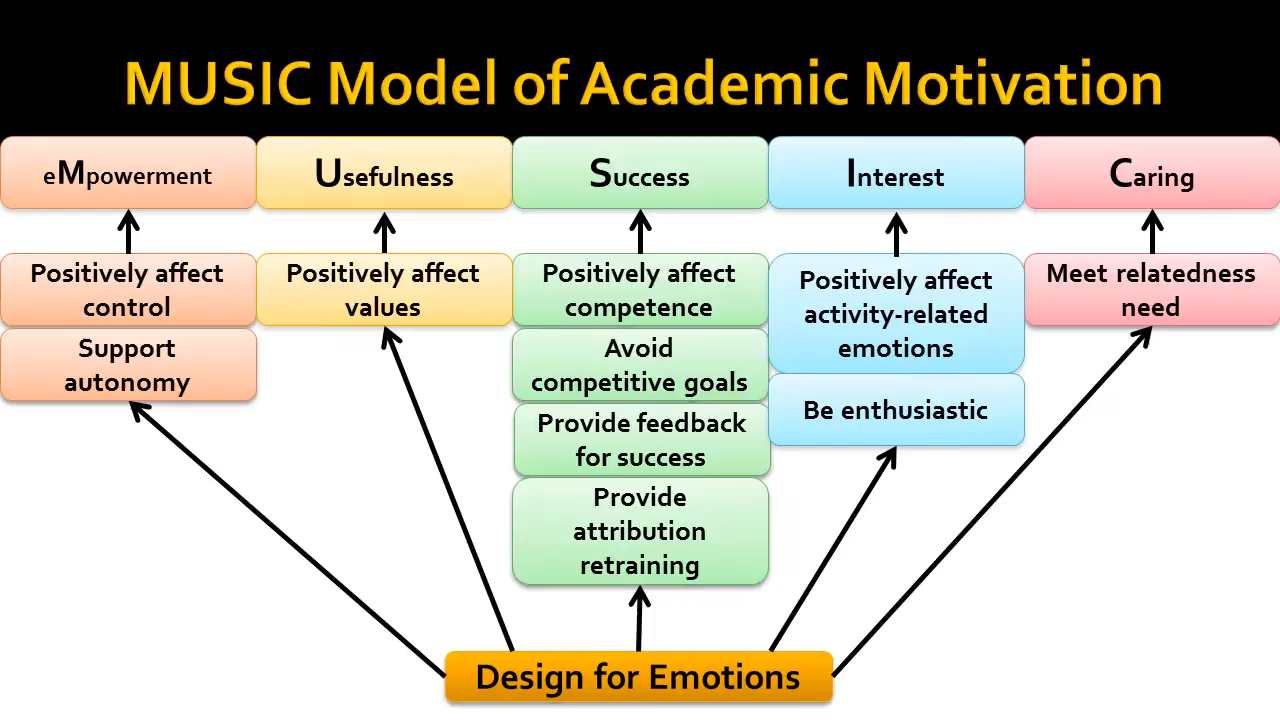 MUSIC Model of Academic Motivation
eMpowerment
Usefulness
Success
Interest
Caring
Positively affect
control
Support
autonomy
Positively affect
values
Positively affect
competence
Avoid
competitive goals
Provide feedback
for success
Provide
attribution
retraining
Positively affect
activity-related
emotions
Be enthusiastic
Meet relatedness
need
Design for Emotions